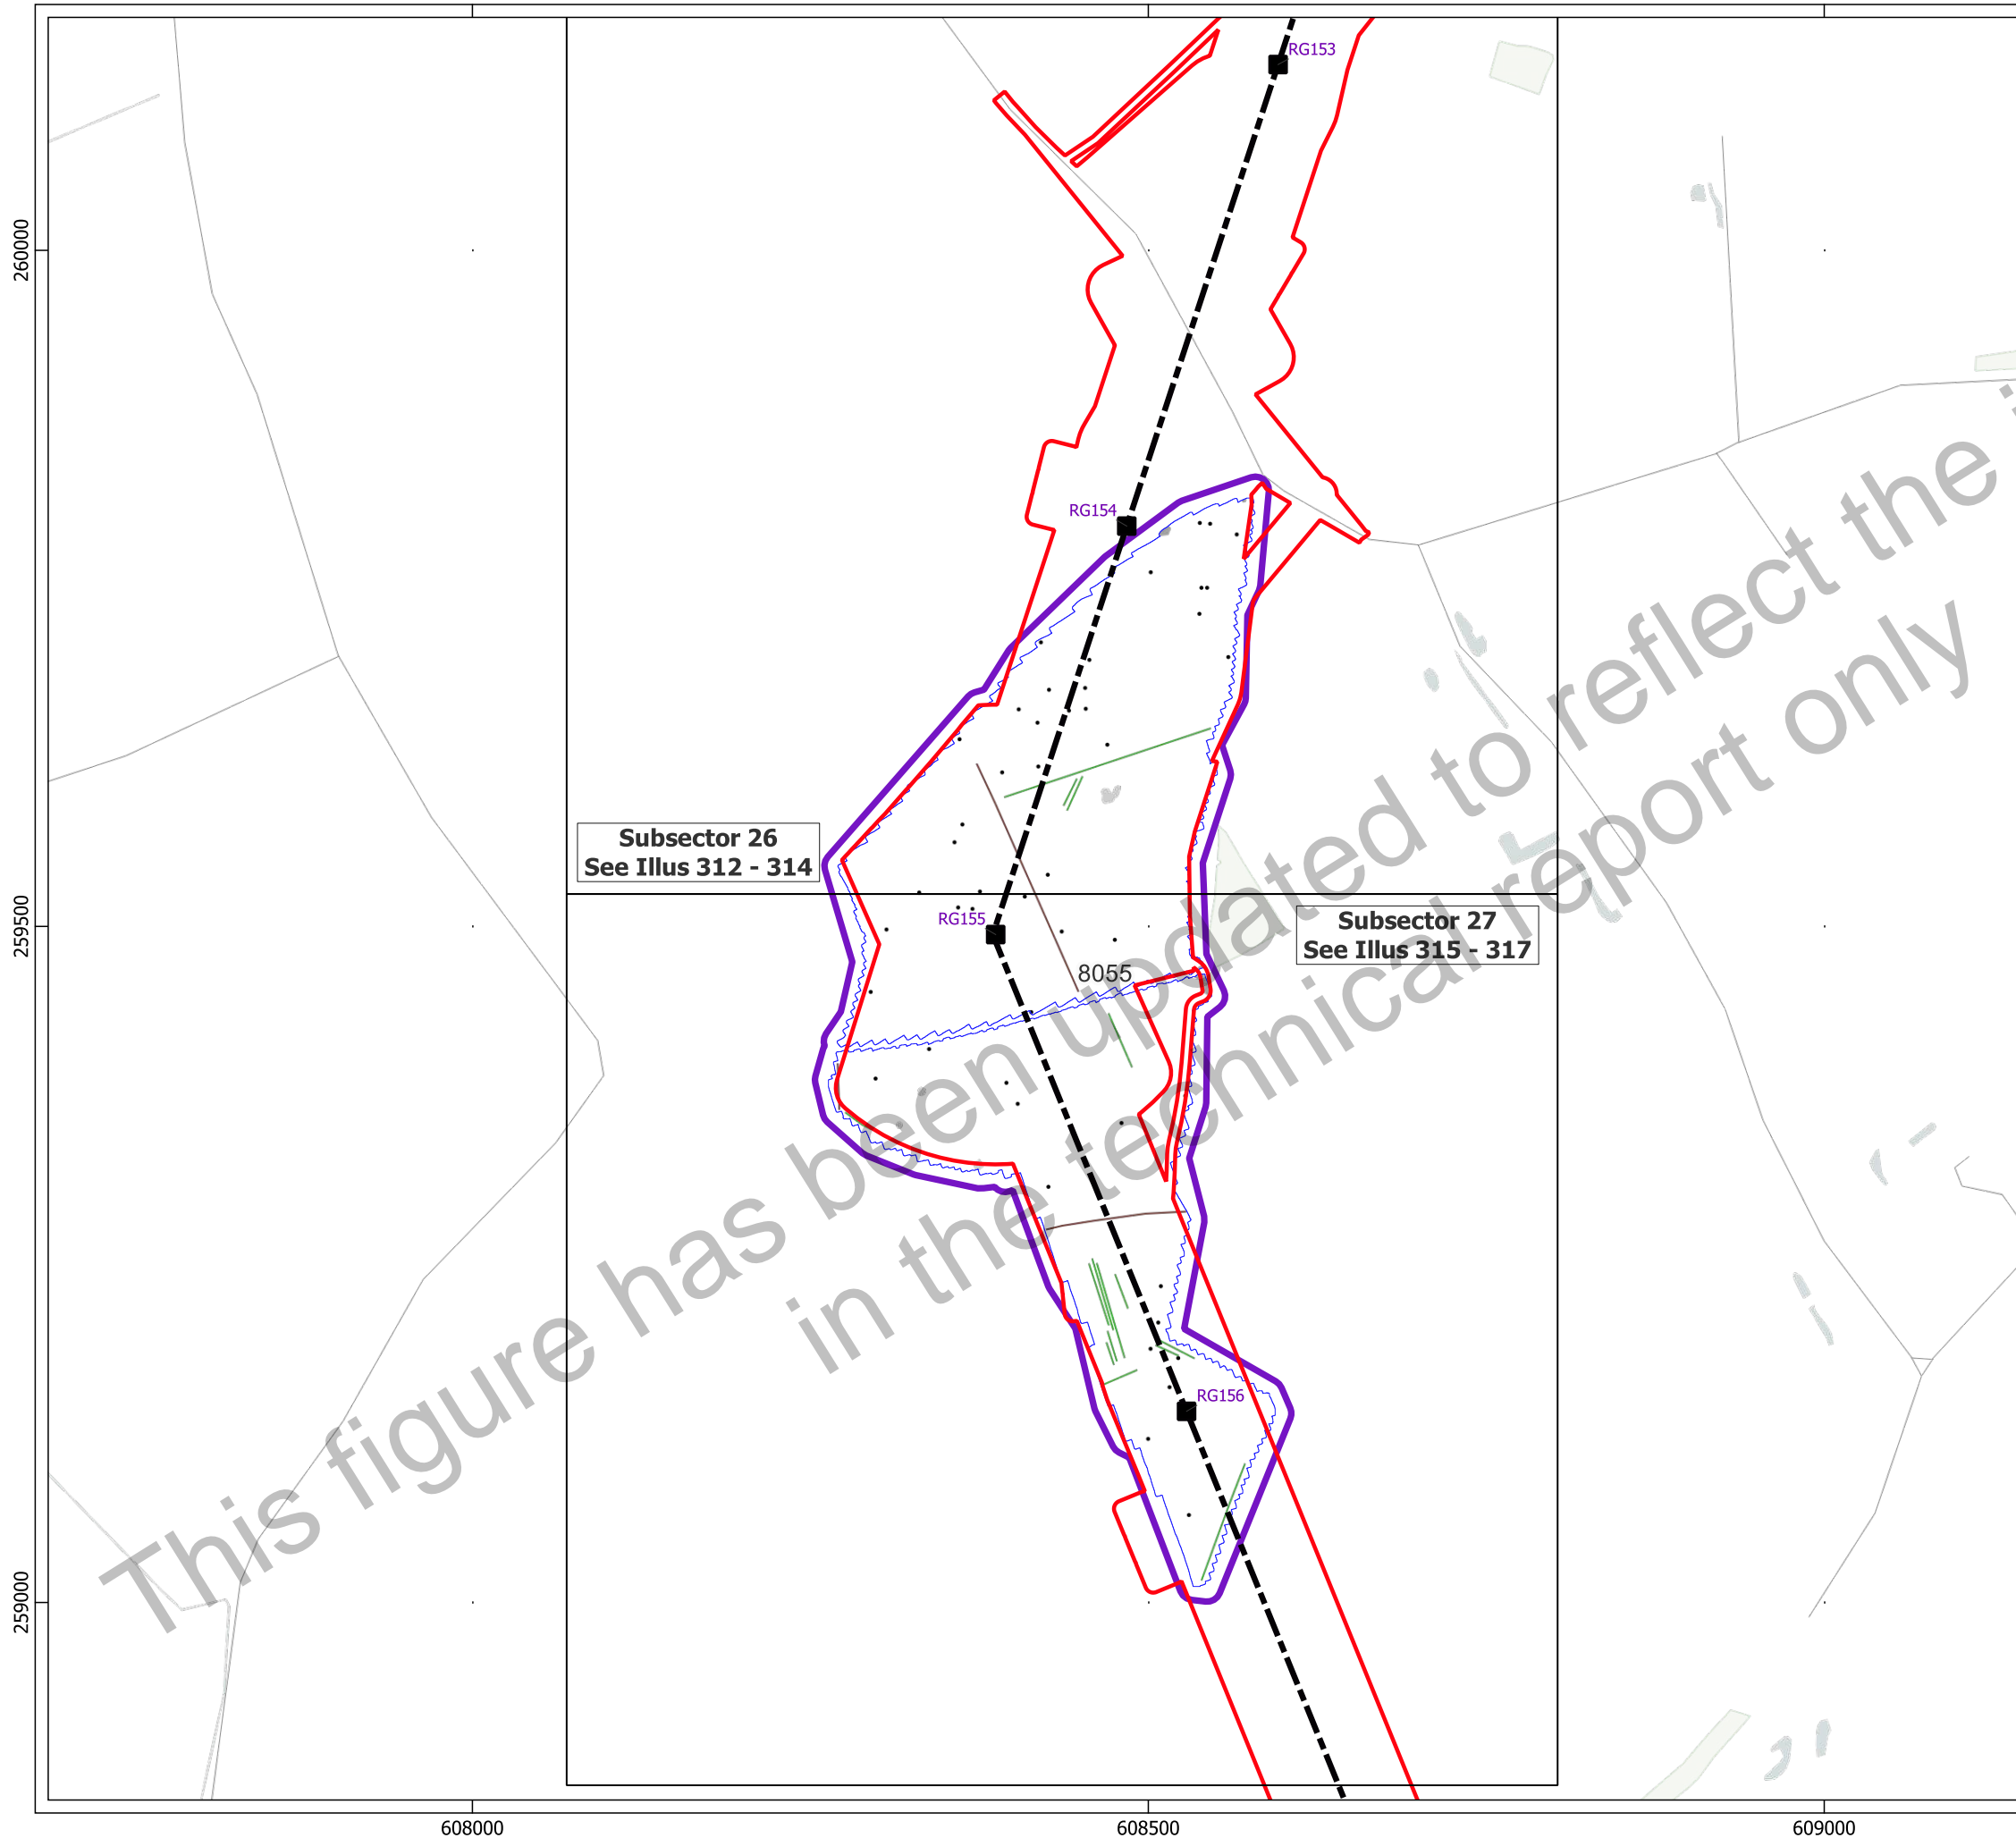 RG153
260000
RG154
Subsector 26
See Illus 312 - 314
RG155
259500
Subsector 27
See Illus 315 - 317
8055
RG156
259000
608000
608500
609000
This figure has been updated to reflect the
in the technical report only